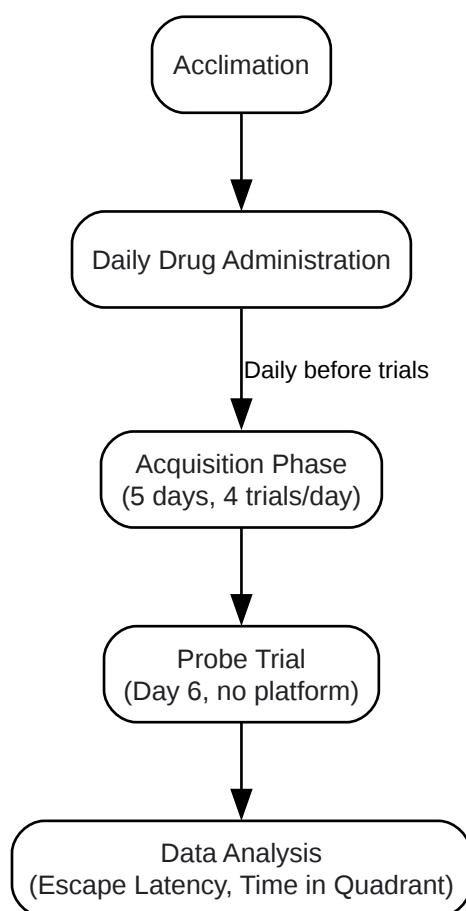 Acclimation
Daily Drug Administration
Daily before trials
Acquisition Phase
(5 days, 4 trials/day)
Probe Trial
(Day 6, no platform)
Data Analysis
(Escape Latency, Time in Quadrant)